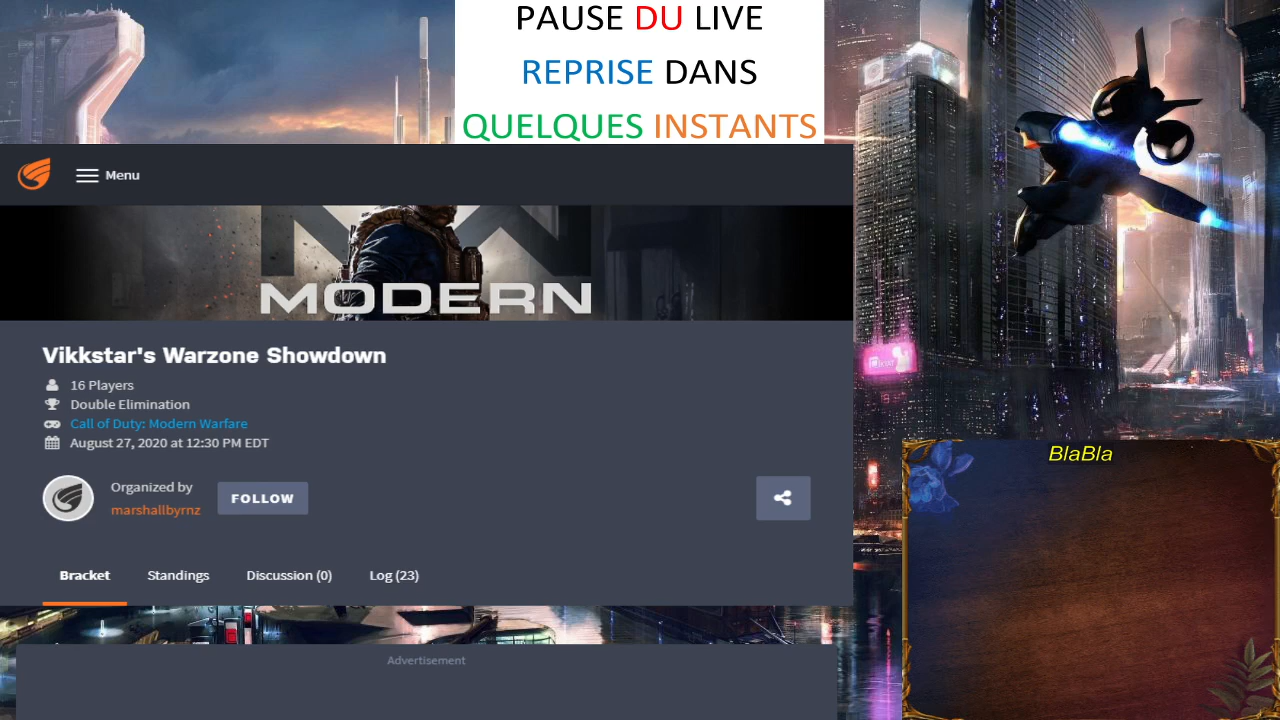 PAUSE DU LIVE
REPRISE DANS
QUELQUES INSTANTS
Menu
MODERN
Vikkstar's Warzone Showdown
16 Players
Double Elimination
Call of Duty: Modern Warfare
August 27, 2020 at 12:30 PM EDT
Organized by
marshallbyrnz
FOLLOW
Bracket
Standings
Discussion (0)
Log (23)
Advertisement
BlaBla